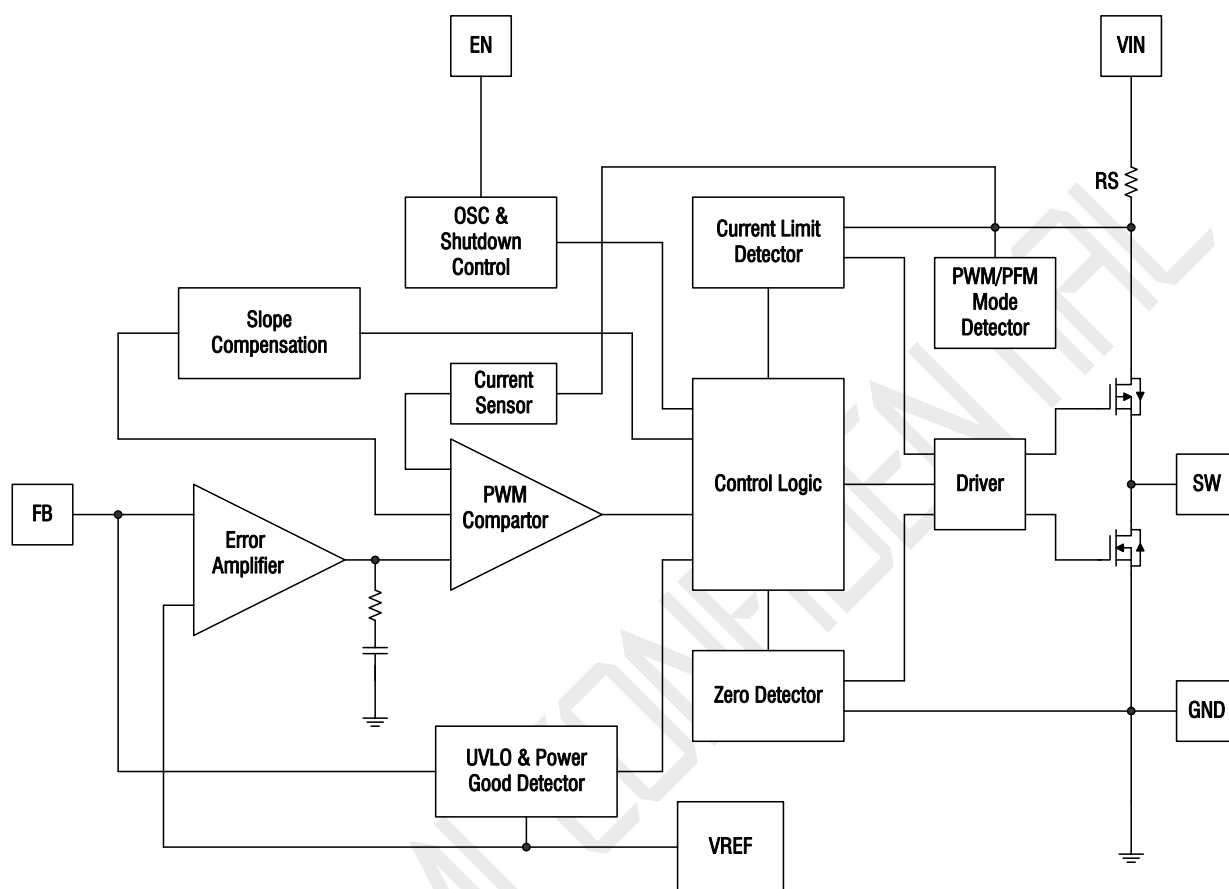 EN
VIN
RS
OSC &
Shutdown
Control
Current Limit
Detector
PWM/PFM
Mode
Detector
Slope
Compensation
Current
Sensor
PWM
Compartor
Control Logic
Driver
SW
FB
Error
Amplifier
Zero Detector
GND
UVLO & Power
Good Detector
VREF